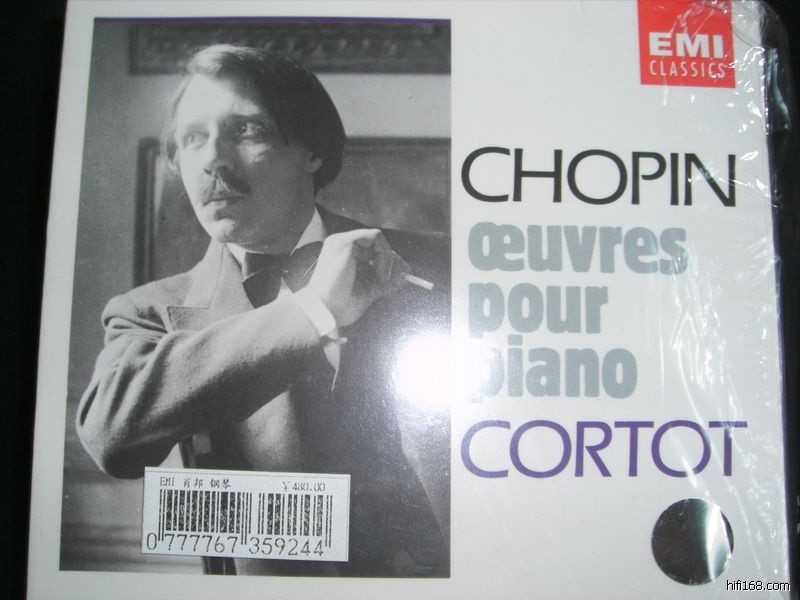 EMI
CLASSICS
CHOPIN
œuvres
pour
piano
CORTOT
EMI 肖邦 钢琴 ￥480.00
0 777767 359244
hifi168.com